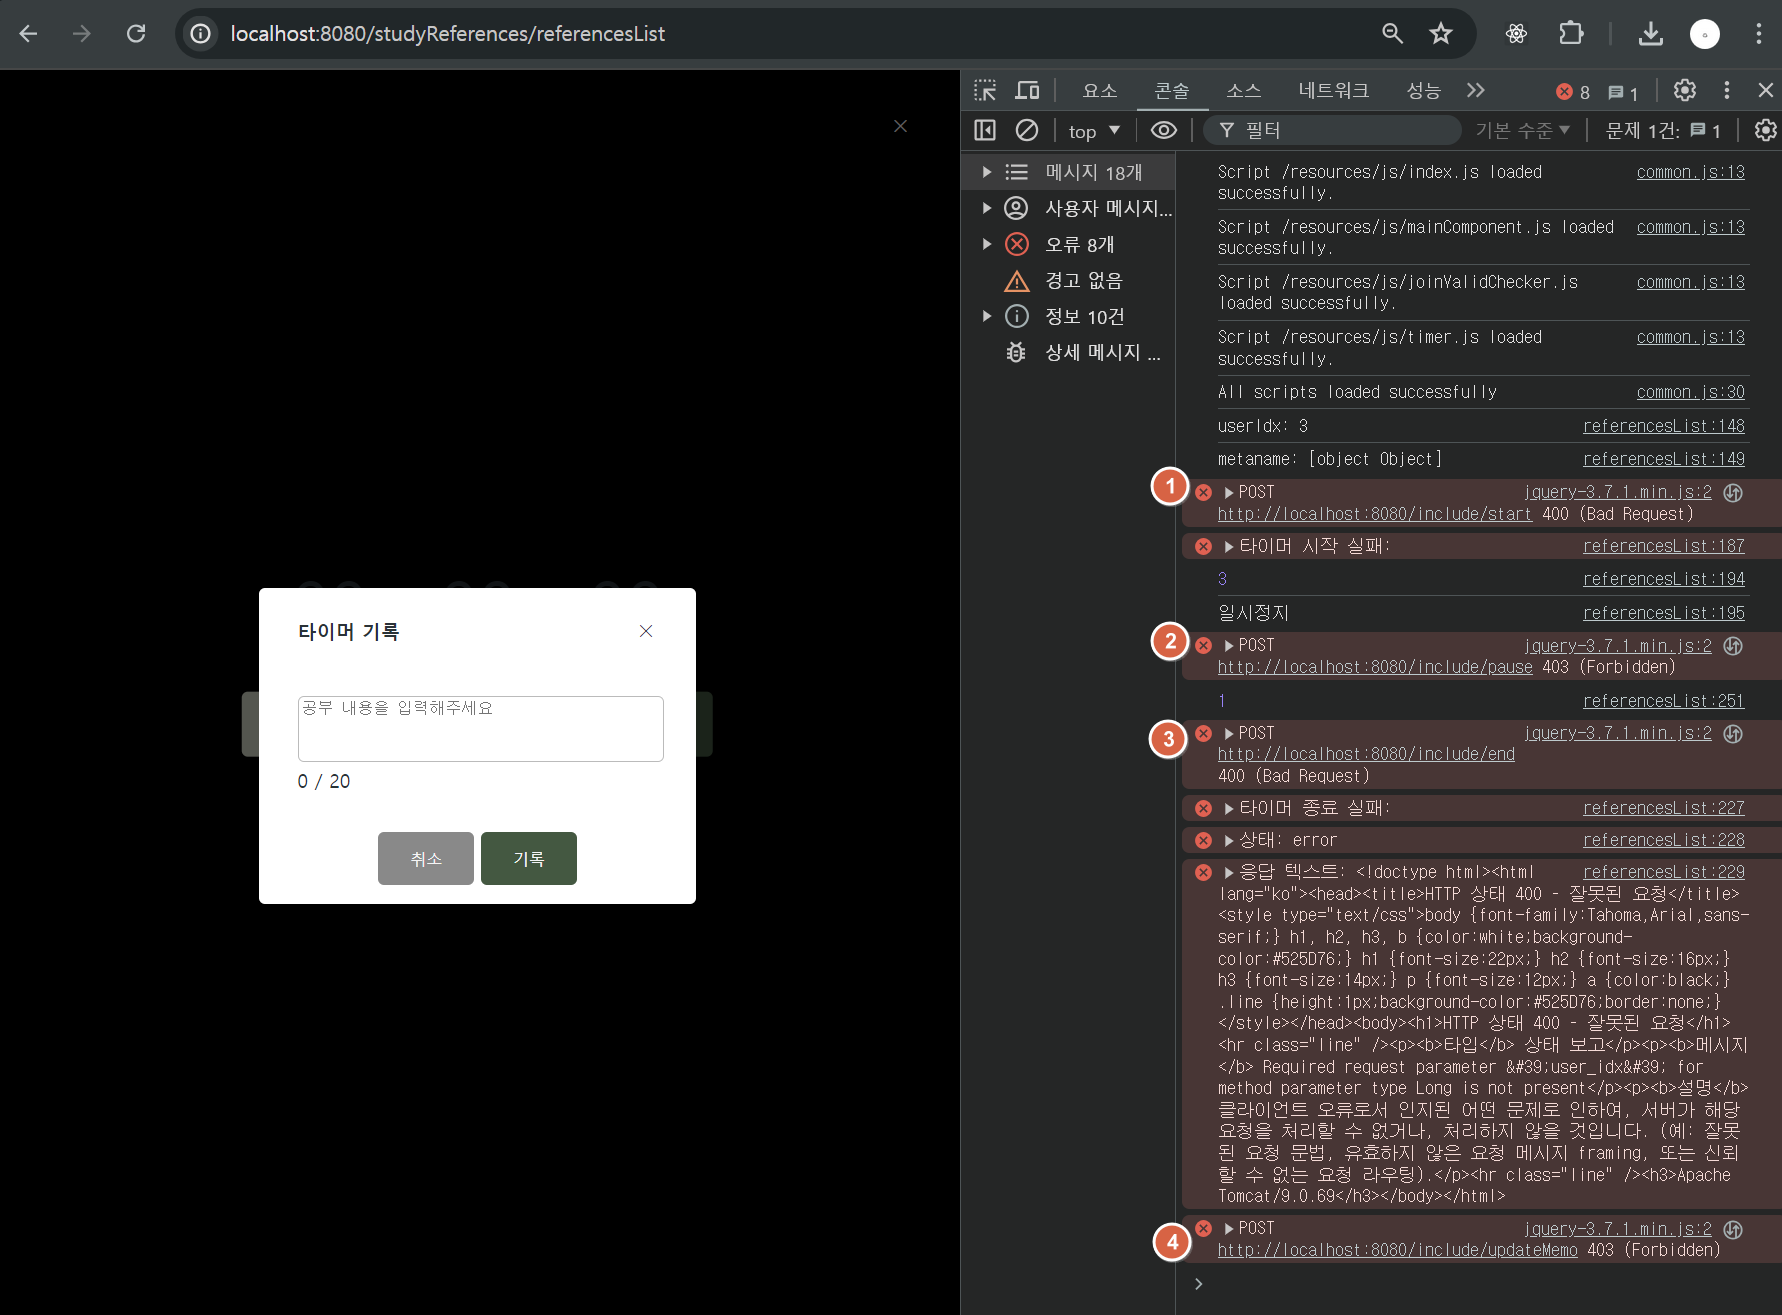 localhost:8080/studyReferences/referencesList
요소 콘솔 소스 네트워크 성능 8 1
top 필터 기본 수준 문제 1건: 1
메시지 18개
사용자 메시지...
오류 8개
경고 없음
정보 10건
상세 메시지 ...
Script /resources/js/index.js loaded common.js:13
successfully.
Script /resources/js/mainComponent.js loaded common.js:13
successfully.
Script /resources/js/joinValidChecker.js common.js:13
loaded successfully.
Script /resources/js/timer.js loaded common.js:13
successfully.
All scripts loaded successfully common.js:30
userIdx: 3 referencesList:148
metaname: [object Object] referencesList:149
1 POST jquery-3.7.1.min.js:2
http://localhost:8080/include/start 400 (Bad Request)
타이머 시작 실패: referencesList:187
3 referencesList:194
일시정지 referencesList:195
2 POST jquery-3.7.1.min.js:2
http://localhost:8080/include/pause 403 (Forbidden)
1 referencesList:251
3 POST jquery-3.7.1.min.js:2
http://localhost:8080/include/end
400 (Bad Request)
타이머 종료 실패: referencesList:227
상태: error referencesList:228
응답 텍스트: <!doctype html><html referencesList:229
lang="ko"><head><title>HTTP 상태 400 - 잘못된 요청</title>
<style type="text/css">body {font-family:Tahoma,Arial,sans-
serif;} h1, h2, h3, b {color:white;background-
color:#525D76;} h1 {font-size:22px;} h2 {font-size:16px;}
h3 {font-size:14px;} p {font-size:12px;} a {color:black;}
.line {height:1px;background-color:#525D76;border:none;}
</style></head><body><h1>HTTP 상태 400 - 잘못된 요청</h1>
<hr class="line" /><p><b>타입</b> 상태 보고</p><p><b>메시지
</b> Required request parameter &#39;user_idx&#39; for
method parameter type Long is not present</p><p><b>설명</b>
클라이언트 오류로서 인지된 어떤 문제로 인하여, 서버가 해당
요청을 처리할 수 없거나, 처리하지 않을 것입니다. (예: 잘못
된 요청 문법, 유효하지 않은 요청 메시지 framing, 또는 신뢰
할 수 없는 요청 라우팅).</p><hr class="line" /><h3>Apache
Tomcat/9.0.69</h3></body></html>
4 POST jquery-3.7.1.min.js:2
http://localhost:8080/include/updateMemo 403 (Forbidden)
타이머 기록
공부 내용을 입력해주세요
0 / 20
취소 기록